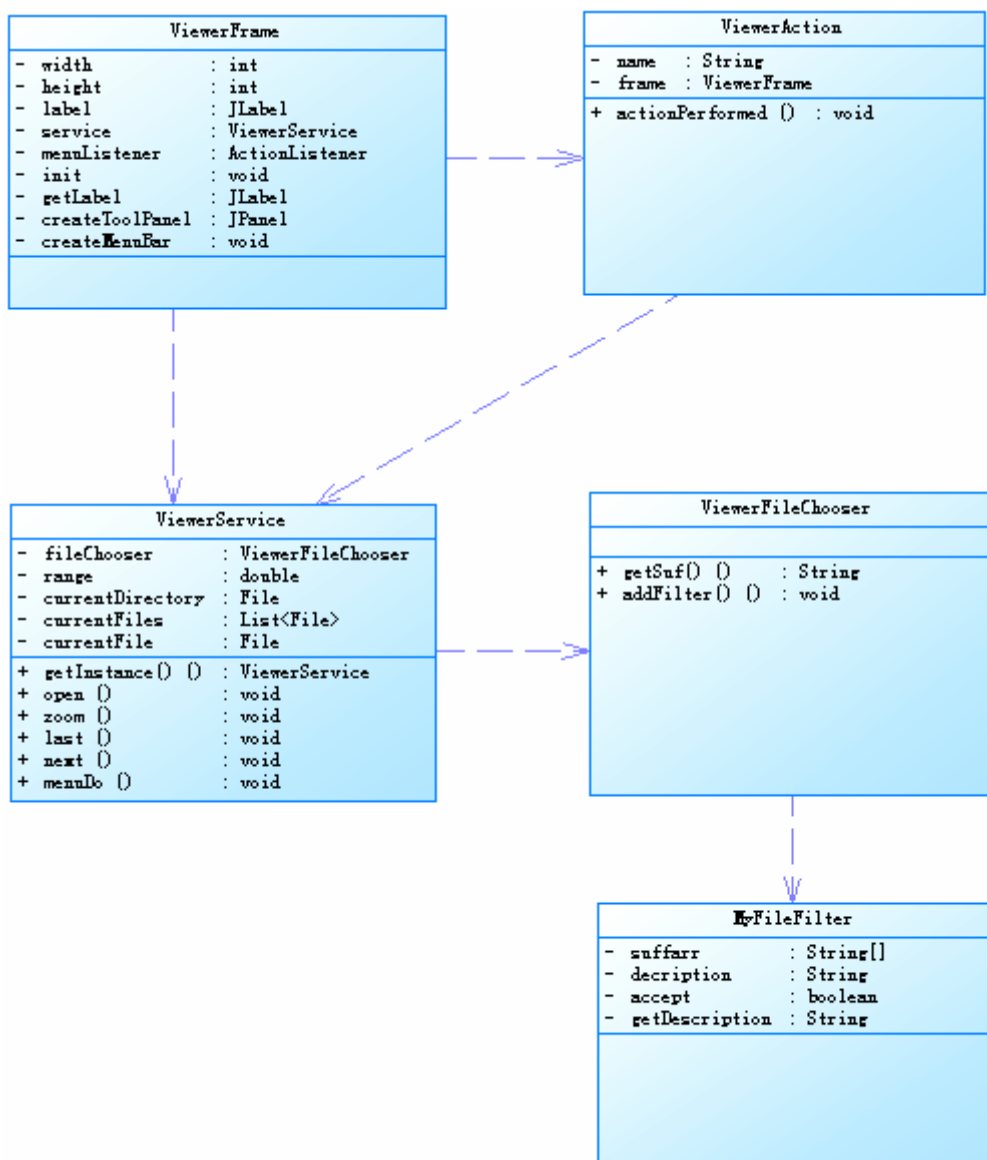 ViewerFrame
- width : int
- height : int
- label : JLabel
- service : ViewerService
- menuListener : ActionListener
- init : void
- getLabel : JLabel
- createToolPanel : JPanel
- createMenuBar : void
ViewerAction
- name : String
- frame : ViewerFrame
+ actionPerformed () : void
ViewerService
- fileChooser : ViewerFileChooser
- range : double
- currentDirectory : File
- currentFiles : List<File>
- currentFile : File
+ getInstance() () : ViewerService
+ open () : void
+ zoom () : void
+ last () : void
+ next () : void
+ menuDo () : void
ViewerFileChooser
+ getSuf() () : String
+ addFilter() () : void
MyFileFilter
- suffarr : String[]
- decription : String
- accept : boolean
- getDescription : String